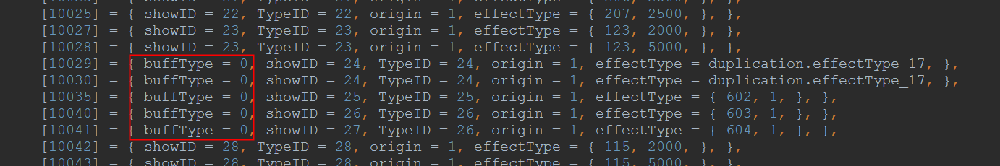 [10025] = { showID = 22, TypeID = 22, origin = 1, effectType = { 207, 2500, }, },
[10027] = { showID = 23, TypeID = 23, origin = 1, effectType = { 123, 2000, }, },
[10028] = { showID = 23, TypeID = 23, origin = 1, effectType = { 123, 5000, }, },
[10029] = { buffType = 0, showID = 24, TypeID = 24, origin = 1, effectType = duplication.effectType_17, },
[10030] = { buffType = 0, showID = 24, TypeID = 24, origin = 1, effectType = duplication.effectType_17, },
[10035] = { buffType = 0, showID = 25, TypeID = 25, origin = 1, effectType = { 602, 1, }, },
[10040] = { buffType = 0, showID = 26, TypeID = 26, origin = 1, effectType = { 603, 1, }, },
[10041] = { buffType = 0, showID = 27, TypeID = 26, origin = 1, effectType = { 604, 1, }, },
[10042] = { showID = 28, TypeID = 28, origin = 1, effectType = { 115, 2000, }, },
[10043] = { showID = 28, TypeID = 28, origin = 1, effectType = { 115, 5000, }, },